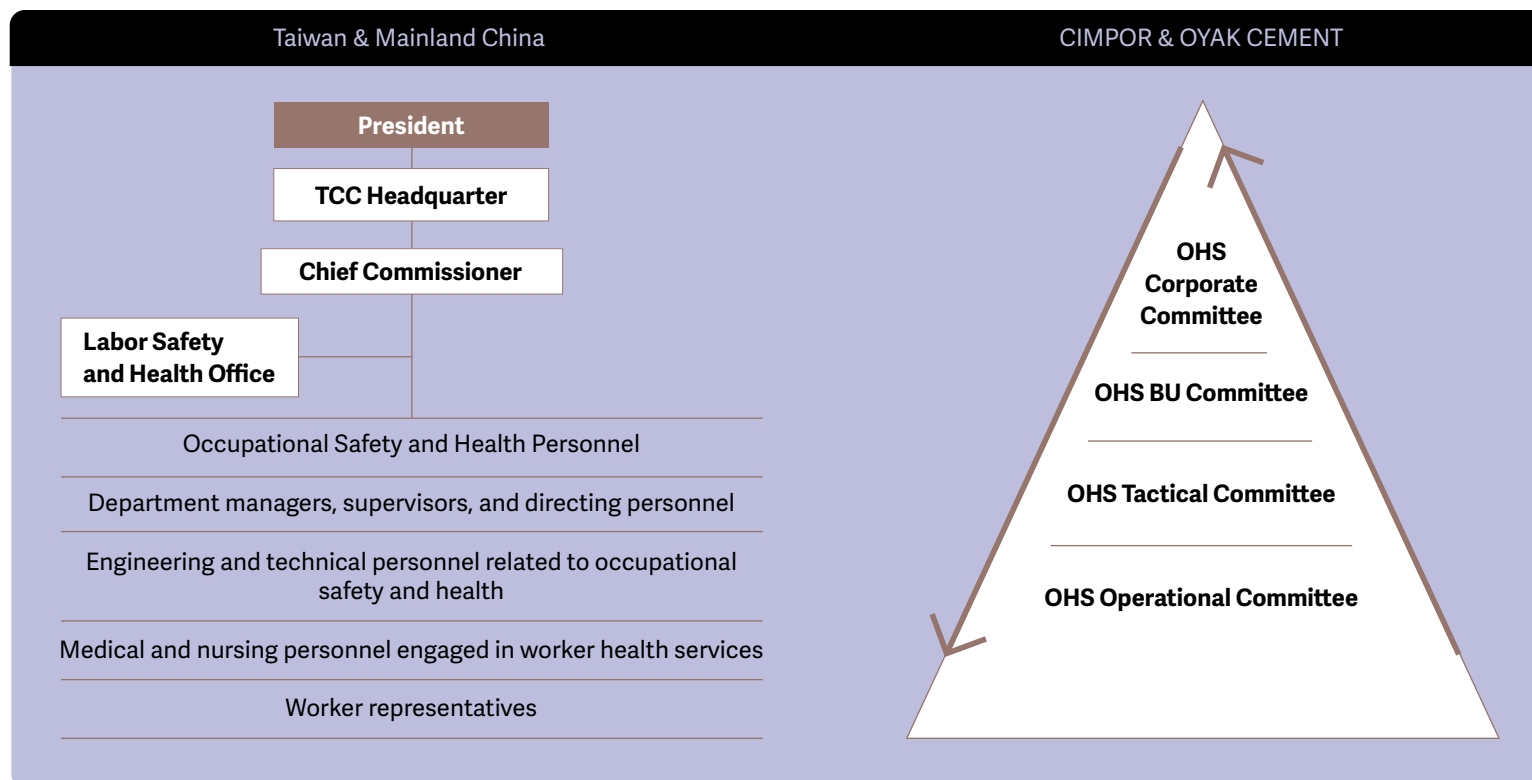 Taiwan & Mainland China
President
TCC Headquarter
Chief Commissioner
Labor Safety
and Health Office
Occupational Safety and Health Personnel
Department managers, supervisors, and directing personnel
Engineering and technical personnel related to occupational
safety and health
Medical and nursing personnel engaged in worker health services
Worker representatives
CIMPOR & OYAK CEMENT
OHS
Corporate
Committee
OHS BU Committee
OHS Tactical Committee
OHS Operational Committee